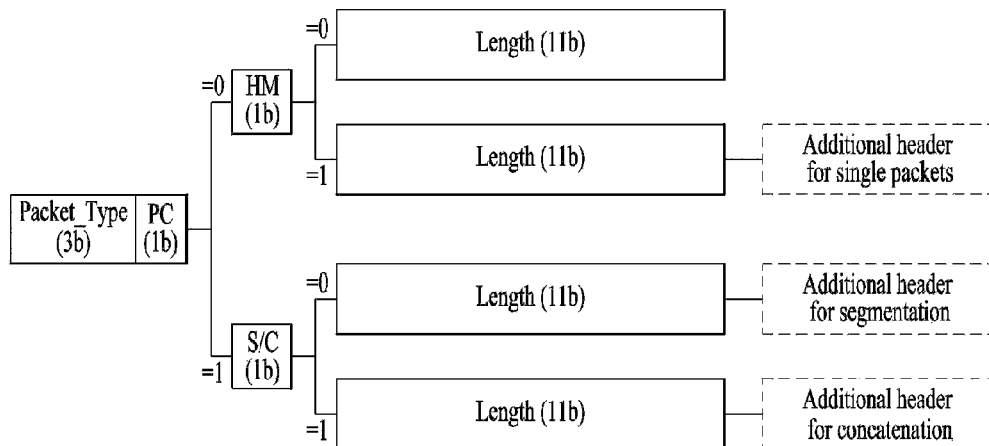 =0
Length (11b)
=0
HM
(1b)
=1
Length (11b)
Additional header
for single packets
Packet_Type
(3b)
PC
(1b)
=0
Length (11b)
Additional header
for segmentation
=1
S/C
(1b)
=1
Length (11b)
Additional header
for concatenation